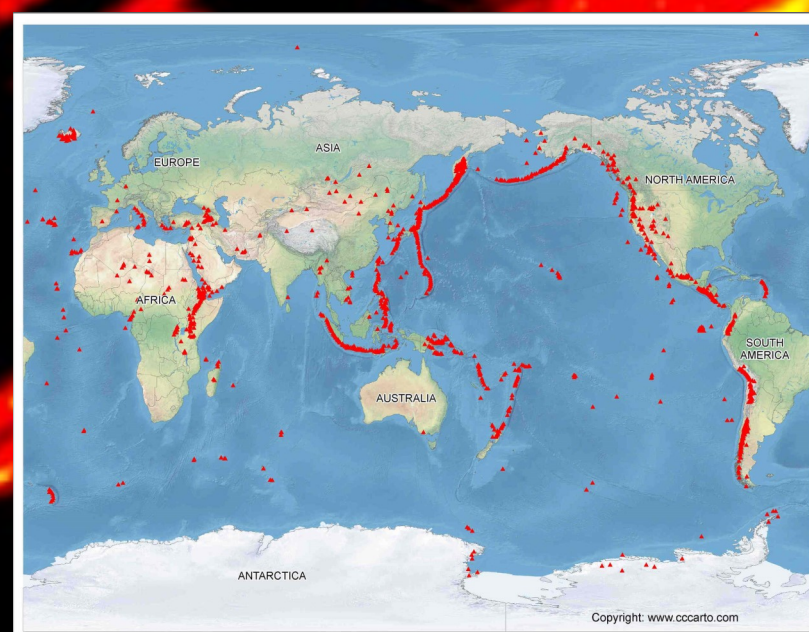 ASIA
EUROPE
NORTH AMERICA
AFRICA
SOUTH
AMERICA
AUSTRALIA
ANTARCTICA
Copyright: www.cccarto.com